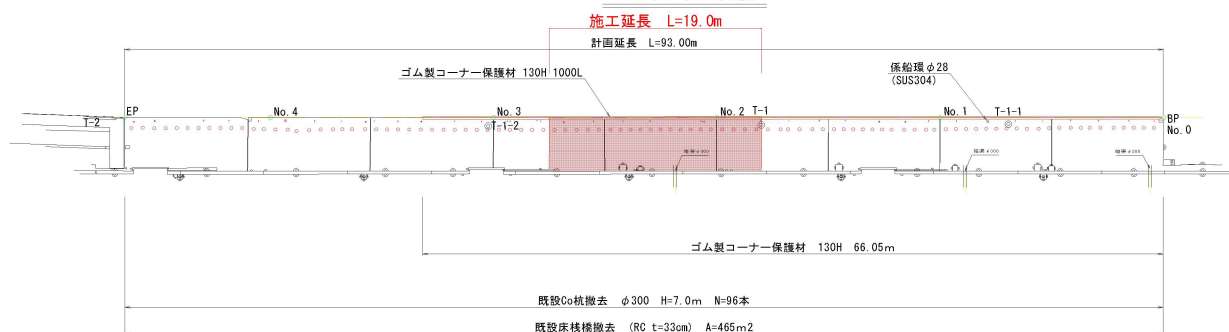 施工延長 L=19.0m
計画延長 L=93.00m
ゴム製コーナー保護材 130H 1000L
係船環φ28
(SUS304)
EP
No.4
No.3
No.2
T-1
No.1
T-1-1
BP
No.0
T-2
T-1-2
ゴム製コーナー保護材 130H 66.05m
既設Co杭撤去 φ300 H=7.0m N=96本
既設床桟橋撤去 (RC t=33cm) A=465m2